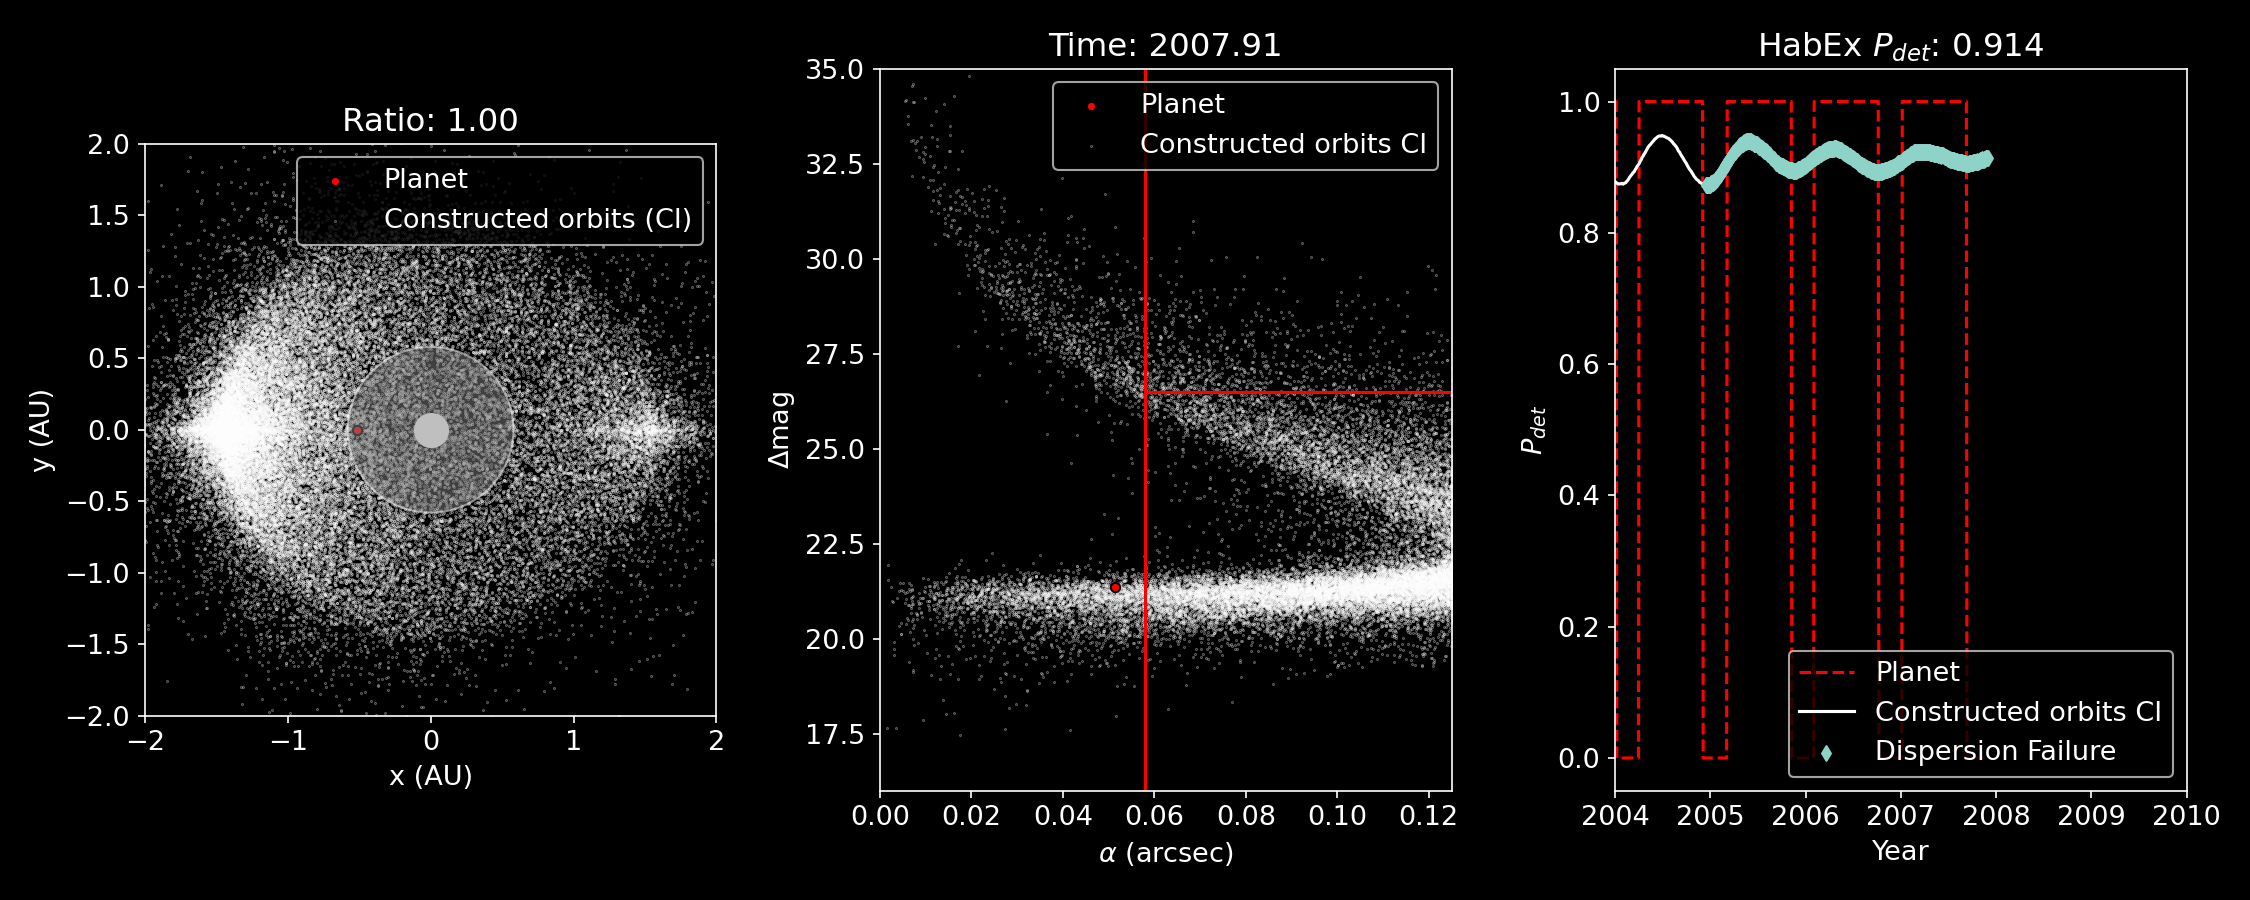 Ratio: 1.00
2.0
1.5
1.0
0.5
0.0
−0.5
−1.0
−1.5
−2.0
−2
−1
0
1
2
x (AU)
y (AU)
Planet
Constructed orbits (CI)
Time: 2007.91
35.0
32.5
30.0
27.5
25.0
22.5
20.0
17.5
0.00
0.02
0.04
0.06
0.08
0.10
0.12
α (arcsec)
Δmag
Planet
Constructed orbits CI
HabEx P_det: 0.914
1.0
0.8
0.6
0.4
0.2
0.0
2004
2005
2006
2007
2008
2009
2010
Year
P_det
Planet
Constructed orbits CI
Dispersion Failure